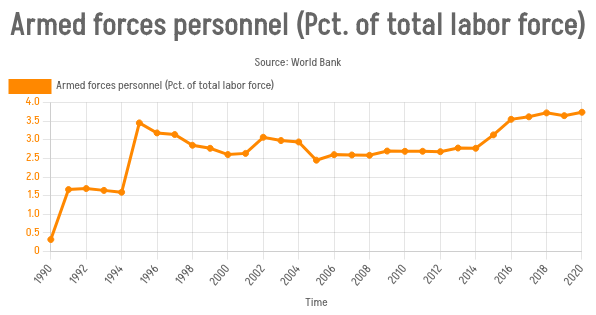 Armed forces personnel (Pct. of total labor force)
Source: World Bank
Armed forces personnel (Pct. of total labor force)
4.0
3.5
3.0
2.5
2.0
1.5
1.0
0.5
0
1990 1992 1994 1996 1998 2000 2002 2004 2006 2008 2010 2012 2014 2016 2018 2020
Time